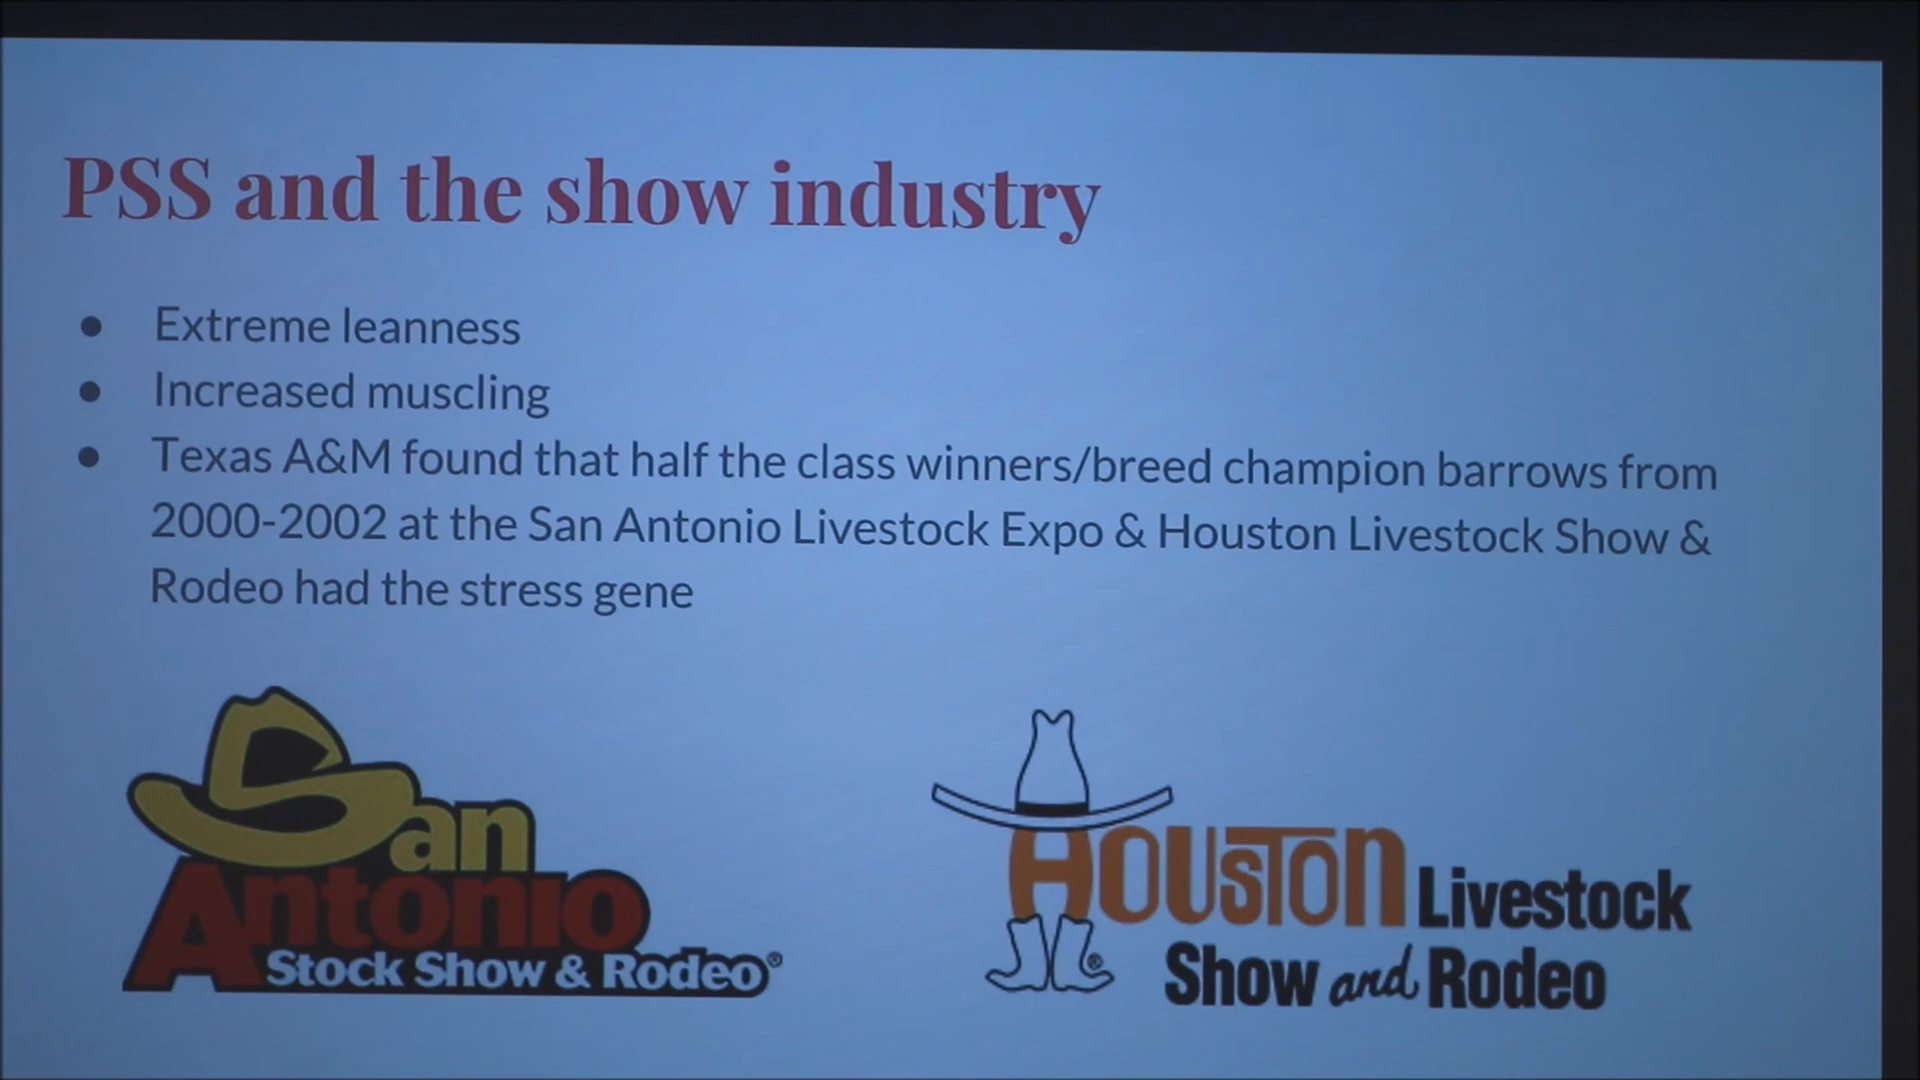 PSS and the show industry
● Extreme leanness
● Increased muscling
● Texas A&M found that half the class winners/breed champion barrows from
2000-2002 at the San Antonio Livestock Expo & Houston Livestock Show &
Rodeo had the stress gene
San
Antonio
Stock Show & Rodeo®
Houston Livestock
® Show and Rodeo